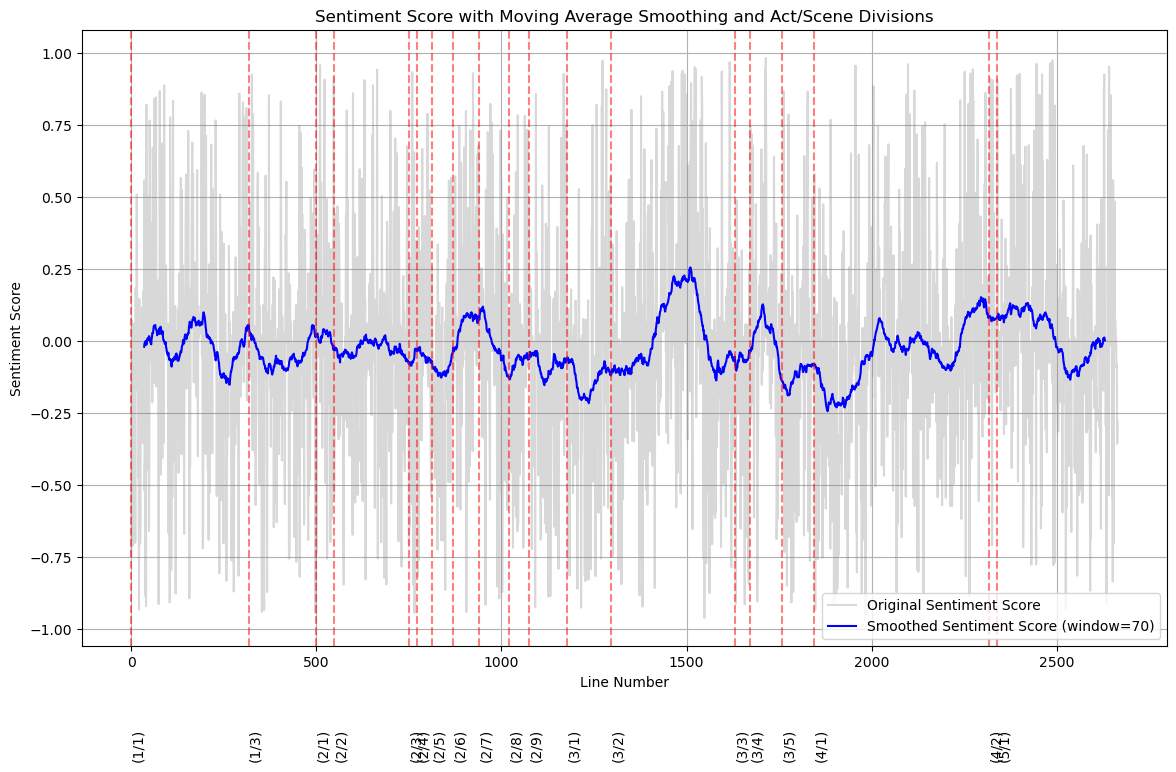 Sentiment Score with Moving Average Smoothing and Act/Scene Divisions
Sentiment Score
1.00
0.75
0.50
0.25
0.00
−0.25
−0.50
−0.75
−1.00
Original Sentiment Score
Smoothed Sentiment Score (window=70)
0 500 1000 1500 2000 2500
Line Number
(1/1) (1/3) (2/1) (2/2) (2/3) (2/4) (2/5) (2/6) (2/7) (2/8) (2/9) (3/1) (3/2) (3/3) (3/4) (3/5) (4/1) (4/2) (5/1)